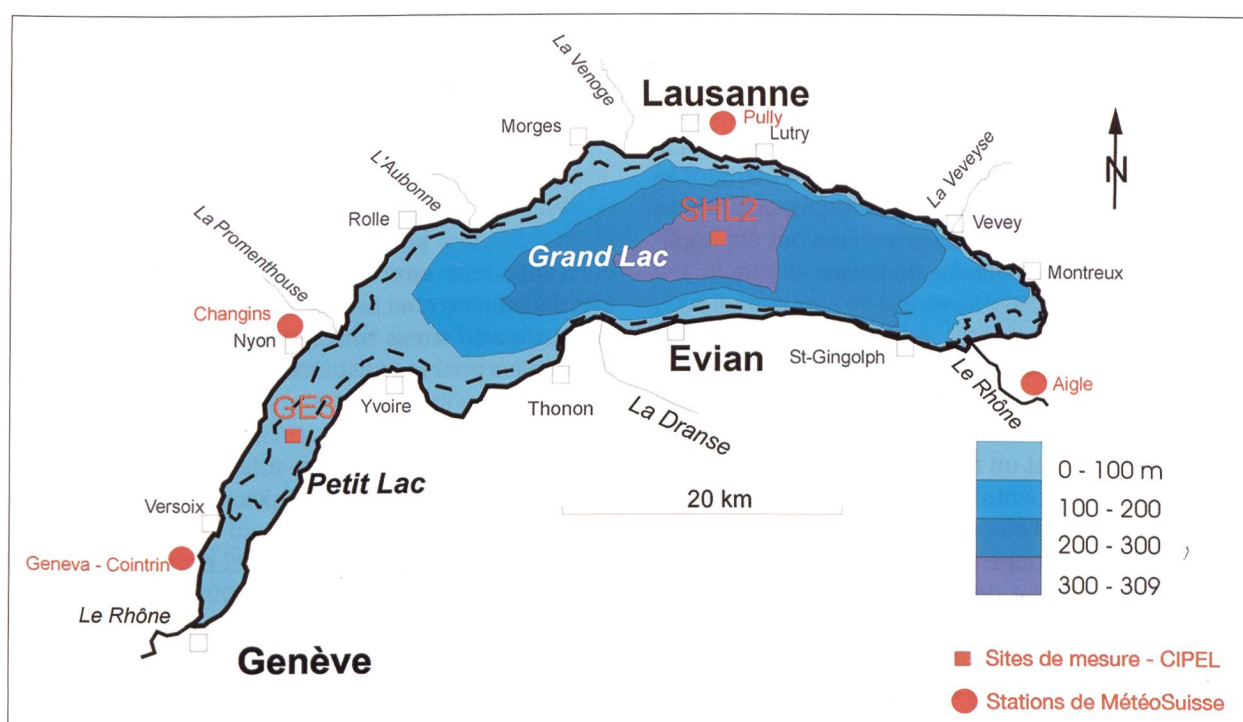 La Venoge
Lausanne
Pully
Morges
Lutry
L'Aubonne
La Veveyse
N
La Promenthouse
Rolle
SHL2
Vevey
Grand Lac
Montreux
Changins
Nyon
Evian
St-Gingolph
Le Rhône
Aigle
Yvoire
Thonon
La Dranse
GE3
Petit Lac
Versoix
20 km
0 - 100 m
100 - 200
200 - 300
300 - 309
Geneva - Cointrin
Le Rhône
Genève
Sites de mesure - CIPEL
Stations de MétéoSuisse